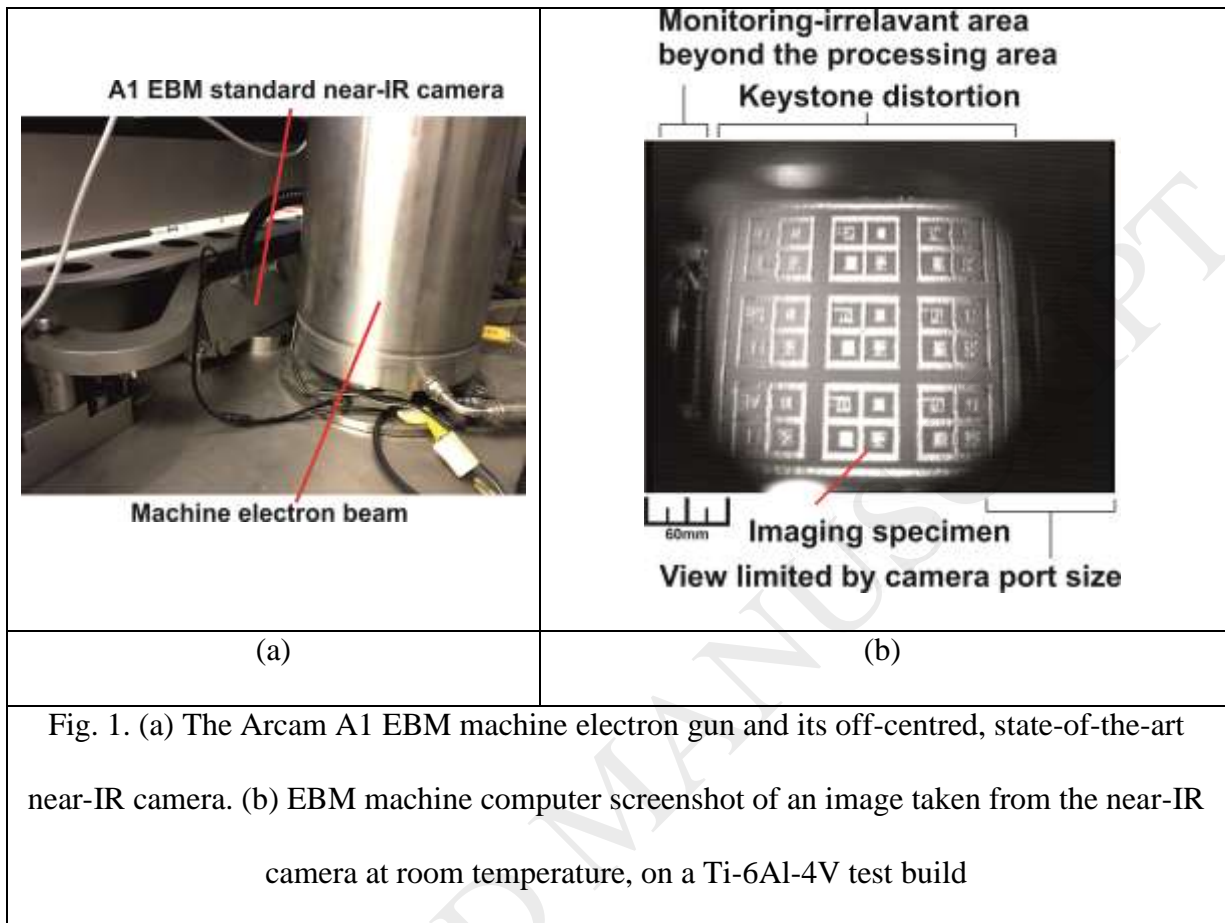 A1 EBM standard near-IR camera
Machine electron beam
(a)
Monitoring-irrelavant area
beyond the processing area
Keystone distortion
60mm
Imaging specimen
View limited by camera port size
(b)
Fig. 1. (a) The Arcam A1 EBM machine electron gun and its off-centred, state-of-the-art
near-IR camera. (b) EBM machine computer screenshot of an image taken from the near-IR
camera at room temperature, on a Ti-6Al-4V test build